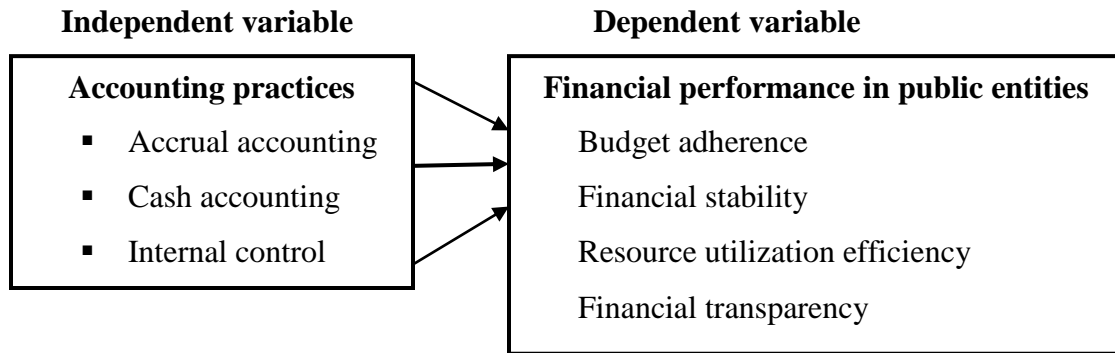 Independent variable
Dependent variable
Accounting practices
▪ Accrual accounting
▪ Cash accounting
▪ Internal control
Financial performance in public entities
Budget adherence
Financial stability
Resource utilization efficiency
Financial transparency